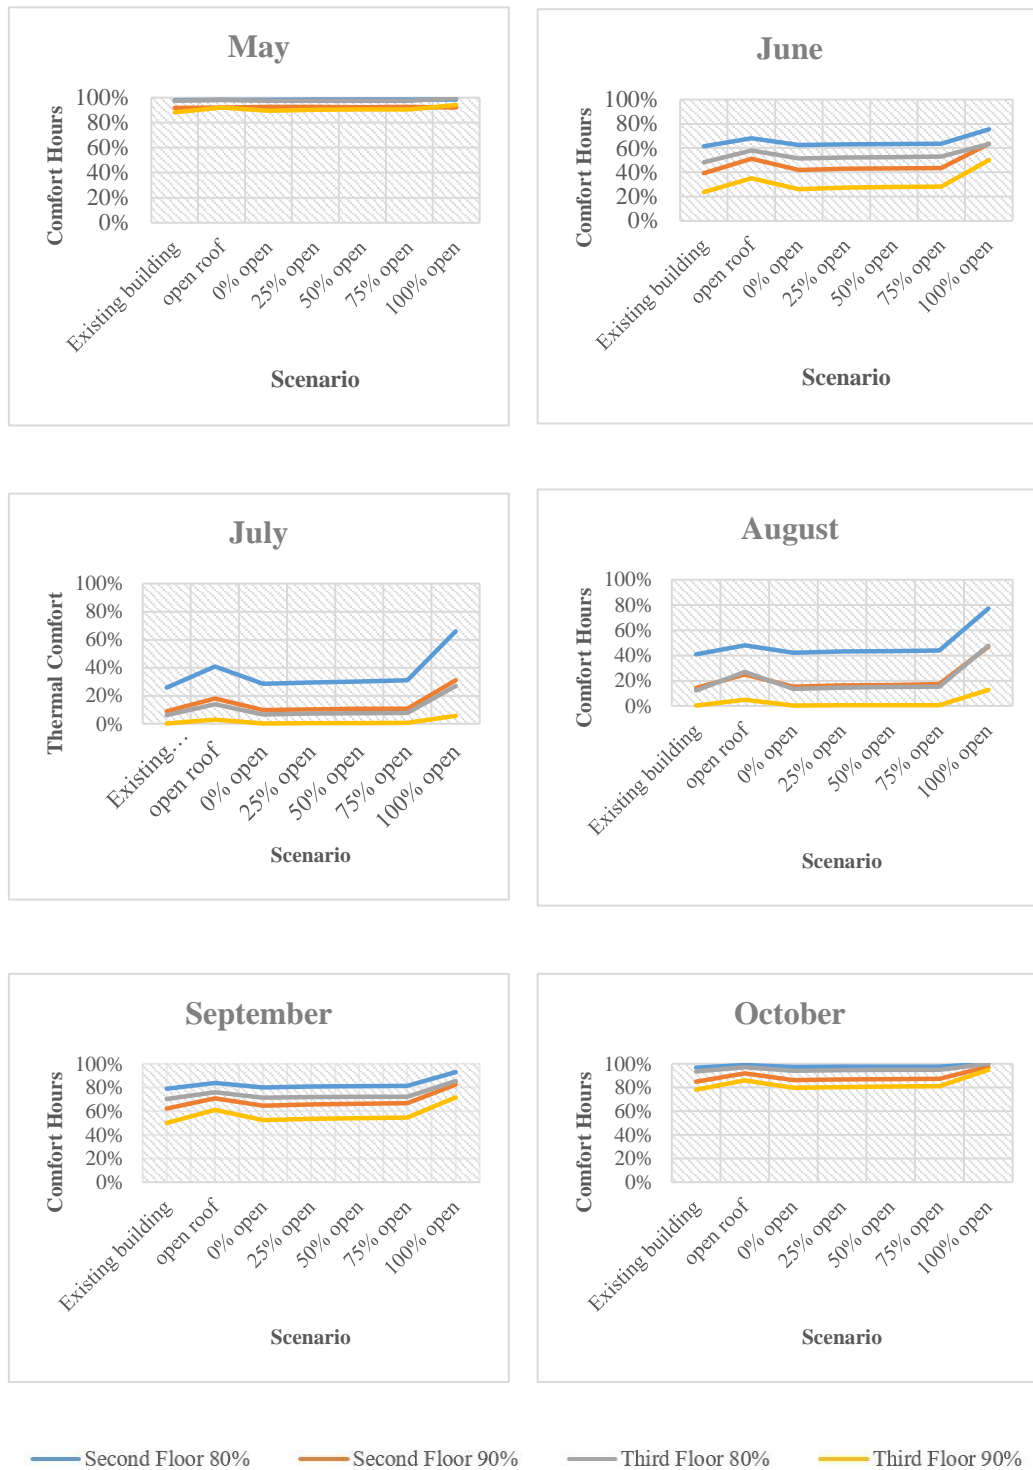 May
Comfort Hours
100%
80%
60%
40%
20%
0%
Existing building
open roof
0% open
25% open
50% open
75% open
100% open
Scenario
June
Comfort Hours
100%
80%
60%
40%
20%
0%
Existing building
open roof
0% open
25% open
50% open
75% open
100% open
Scenario
July
Thermal Comfort
100%
80%
60%
40%
20%
0%
Existing…
open roof
0% open
25% open
50% open
75% open
100% open
Scenario
August
Comfort Hours
100%
80%
60%
40%
20%
0%
Existing building
open roof
0% open
25% open
50% open
75% open
100% open
Scenario
September
Comfort Hours
100%
80%
60%
40%
20%
0%
Existing building
open roof
0% open
25% open
50% open
75% open
100% open
Scenario
October
Comfort Hours
100%
80%
60%
40%
20%
0%
Existing building
open roof
0% open
25% open
50% open
75% open
100% open
Scenario
Second Floor 80% Second Floor 90% Third Floor 80% Third Floor 90%